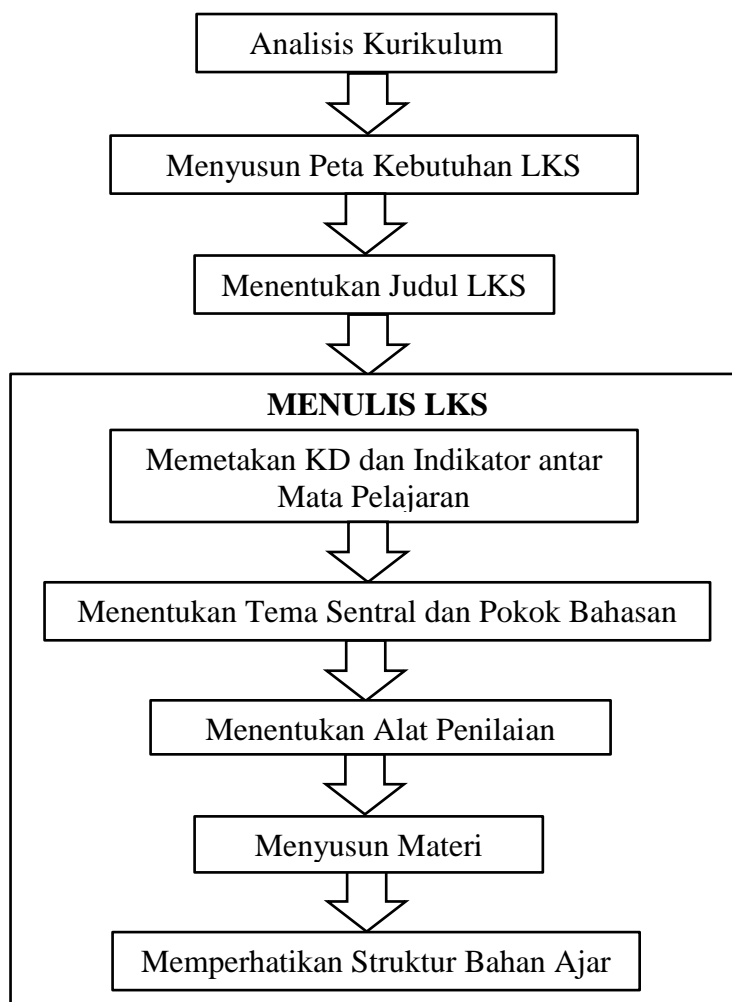 Analisis Kurikulum
Menyusun Peta Kebutuhan LKS
Menentukan Judul LKS
MENULIS LKS
Memetakan KD dan Indikator antar
Mata Pelajaran
Menentukan Tema Sentral dan Pokok Bahasan
Menentukan Alat Penilaian
Menyusun Materi
Memperhatikan Struktur Bahan Ajar